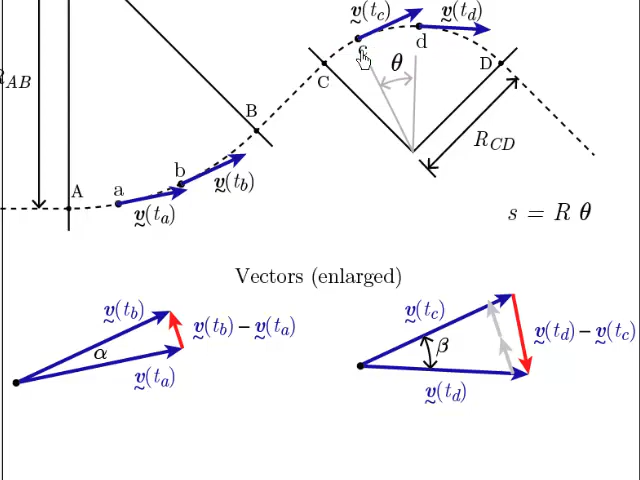 v(t_c)
v(t_d)
c
d
θ
R_AB
C
D
B
R_CD
A
a
b
v(t_b)
v(t_a)
s = R θ
Vectors (enlarged)
v(t_b)
v(t_b) − v(t_a)
α
v(t_a)
v(t_c)
v(t_d) − v(t_c)
β
v(t_d)